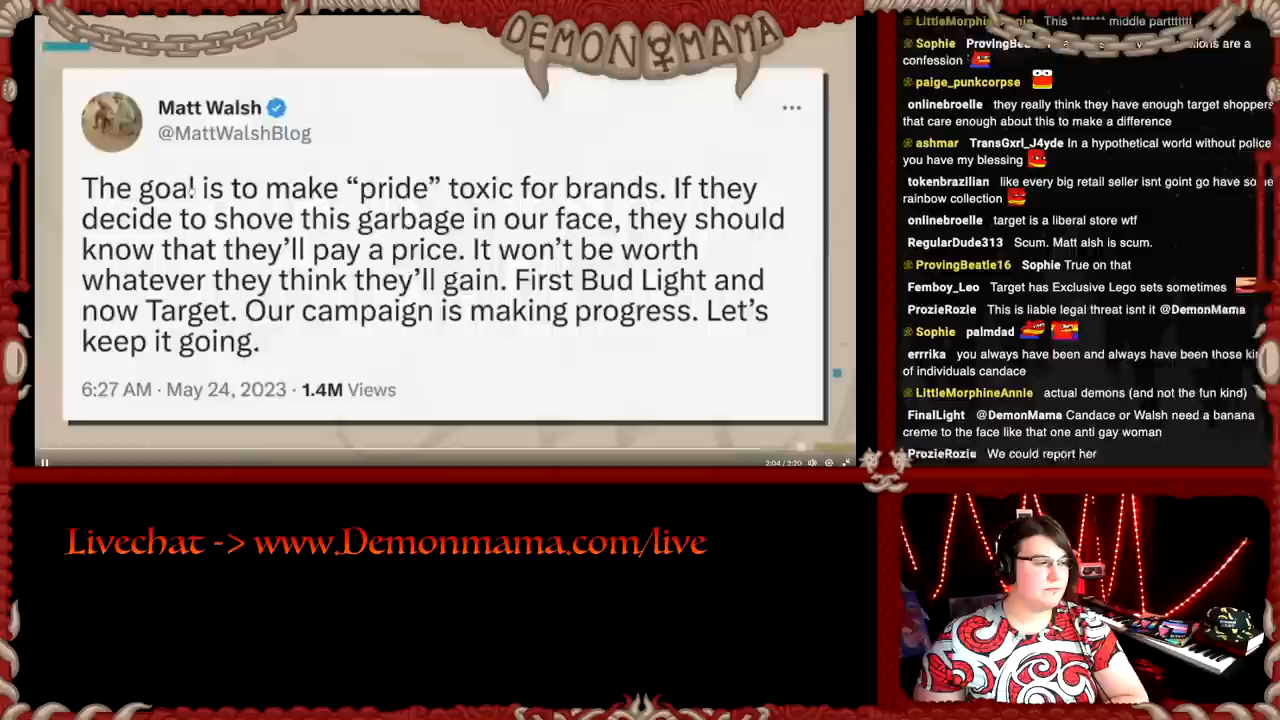 DEMON MAMA
Matt Walsh
@MattWalshBlog
The goal is to make “pride” toxic for brands. If they
decide to shove this garbage in our face, they should
know that they’ll pay a price. It won’t be worth
whatever they think they’ll gain. First Bud Light and
now Target. Our campaign is making progress. Let’s
keep it going.
6:27 AM · May 24, 2023 · 1.4M Views
2:04 / 2:20
This ******* middle parttttttt
Sophie
confession
paige_punkcorpse
onlinebroelle they really think they have enough target shoppers
that care enough about this to make a difference
ashmar TransGxrl_J4yde In a hypothetical world without police
you have my blessing
tokenbrazilian like every big retail seller isnt goint go have
rainbow collection
onlinebroelle target is a liberal store wtf
RegularDude313 Scum. Matt alsh is scum.
ProvingBeatle16 Sophie True on that
Femboy_Leo Target has Exclusive Lego sets sometimes
ProzieRozie This is liable legal threat isnt it @DemonMama
Sophie palmdad
errrika you always have been and always have been those
of individuals candace
LittleMorphineAnnie actual demons (and not the fun kind)
FinalLight @DemonMama Candace or Walsh need a banana
creme to the face like that one anti gay woman
ProzieRozie We could report her
Livechat -> www.Demonmama.com/live